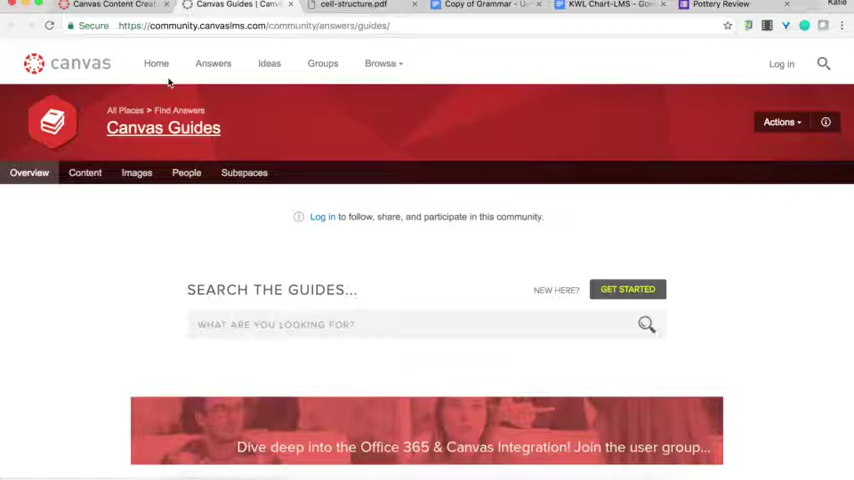 Canvas Content Creat
Canvas Guides | Canv
cell-structure.pdf
Copy of Grammar - U
KWL Chart-LMS - Goo
Pottery Review
Katie
Secure
https://community.canvaslms.com/community/answers/guides/
canvas
Home
Answers
Ideas
Groups
Browse
Log in
All Places > Find Answers
Canvas Guides
Actions
Overview
Content
Images
People
Subspaces
Log in to follow, share, and participate in this community.
SEARCH THE GUIDES...
NEW HERE?
GET STARTED
WHAT ARE YOU LOOKING FOR?
Dive deep into the Office 365 & Canvas Integration! Join the user group...